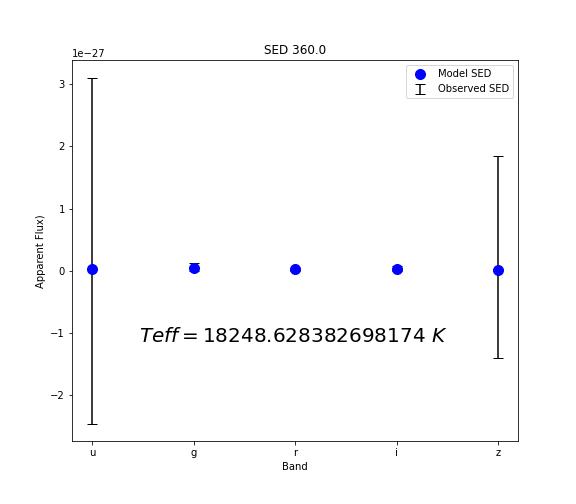 SED 360.0
1e−27
Model SED
Observed SED
3
2
1
0
−1
−2
Apparent Flux)
Teff = 18248.628382698174 K
u g r i z
Band